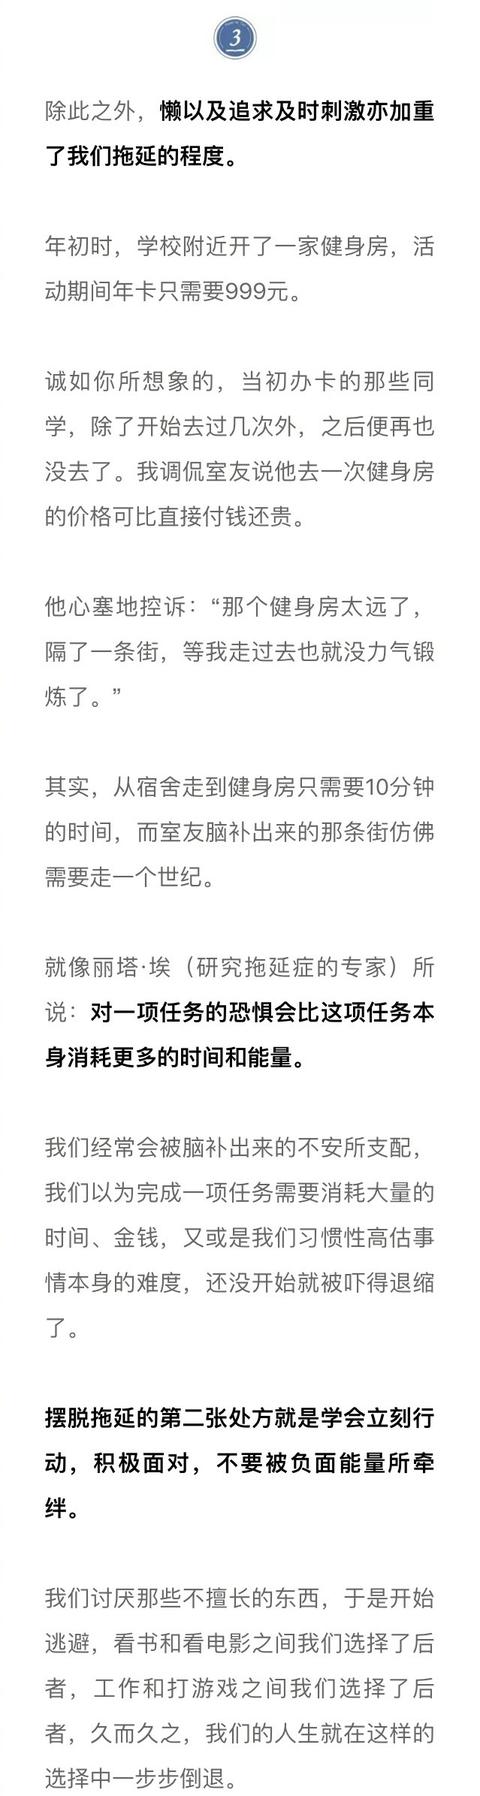 3
除此之外，懒以及追求及时刺激亦加重
了我们拖延的程度。
年初时，学校附近开了一家健身房，活
动期间年卡只需要999元。
诚如你所想象的，当初办卡的那些同
学，除了开始去过几次外，之后便再也
没去了。我调侃室友说他去一次健身房
的价格可比直接付钱还贵。
他心塞地控诉：“那个健身房太远了，
隔了一条街，等我走过去也就没力气锻
炼了。”
其实，从宿舍走到健身房只需要10分钟
的时间，而室友脑补出来的那条街仿佛
需要走一个世纪。
就像丽塔·埃（研究拖延症的专家）所
说：对一项任务的恐惧会比这项任务本
身消耗更多的时间和能量。
我们经常会被脑补出来的不安所支配，
我们以为完成一项任务需要消耗大量的
时间、金钱，又或是我们习惯性高估事
情本身的难度，还没开始就被吓得退缩
了。
摆脱拖延的第二张处方就是学会立刻行
动，积极面对，不要被负面能量所牵
绊。
我们讨厌那些不擅长的东西，于是开始
逃避，看书和看电影之间我们选择了后
者，工作和打游戏之间我们选择了后
者，久而久之，我们的人生就在这样的
选择中一步步倒退。